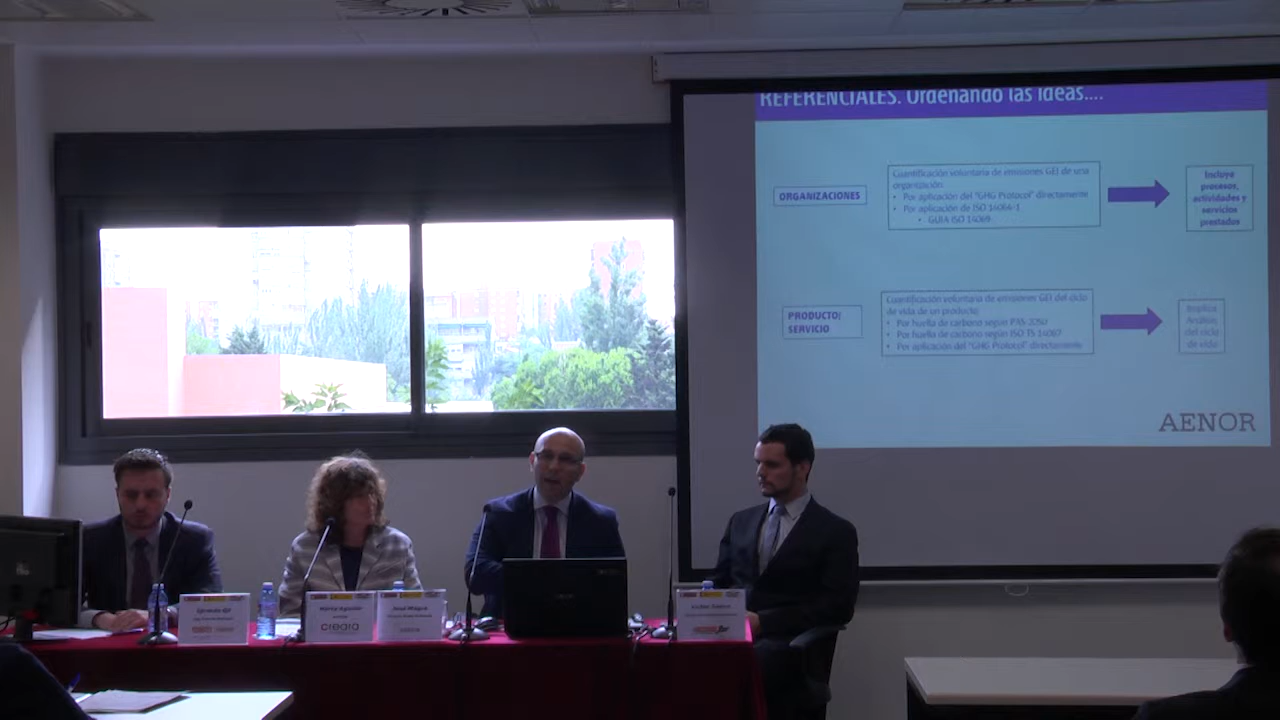 REFERENCIALES. Ordenando las ideas....
ORGANIZACIONES
Cuantificación voluntaria de emisiones GEI de una
organización
• Por aplicación del "GHG Protocol" directamente
• Por aplicación de ISO 14064-1
• GUIA ISO 14069
Incluye
procesos,
actividades y
servicios
prestados
PRODUCTO/
SERVICIO
Cuantificación voluntaria de emisiones GEI del ciclo
de vida de un producto
• Por huella de carbono según PAS 2050
• Por huella de carbono según ISO TS 14067
• Por aplicación del "GHG Protocol" directamente
Implica
Análisis
del ciclo
de vida
AENOR
creara